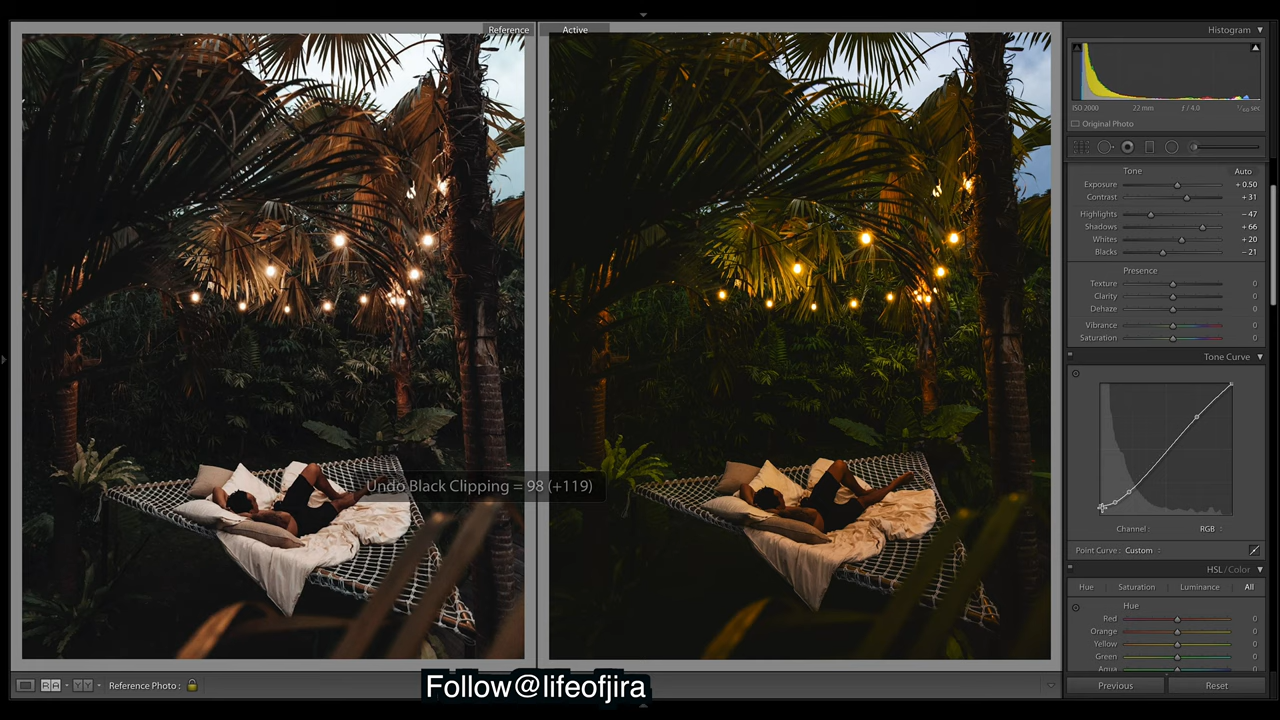 Reference
Active
Histogram
ISO 2000 22 mm ƒ / 4.0 sec
Original Photo
Tone Auto
Exposure + 0.50
Contrast + 31
Highlights – 47
Shadows + 66
Whites + 20
Blacks – 21
Presence
Texture 0
Clarity 0
Dehaze 0
Vibrance 0
Saturation 0
Tone Curve
Channel : RGB
Point Curve : Custom
HSL / Color
Hue Saturation Luminance All
Hue
Red 0
Orange 0
Yellow 0
Green 0
Aqua 0
Undo Black Clipping = 98 (+119)
Reference Photo :
Previous Reset
Follow@lifeofjira